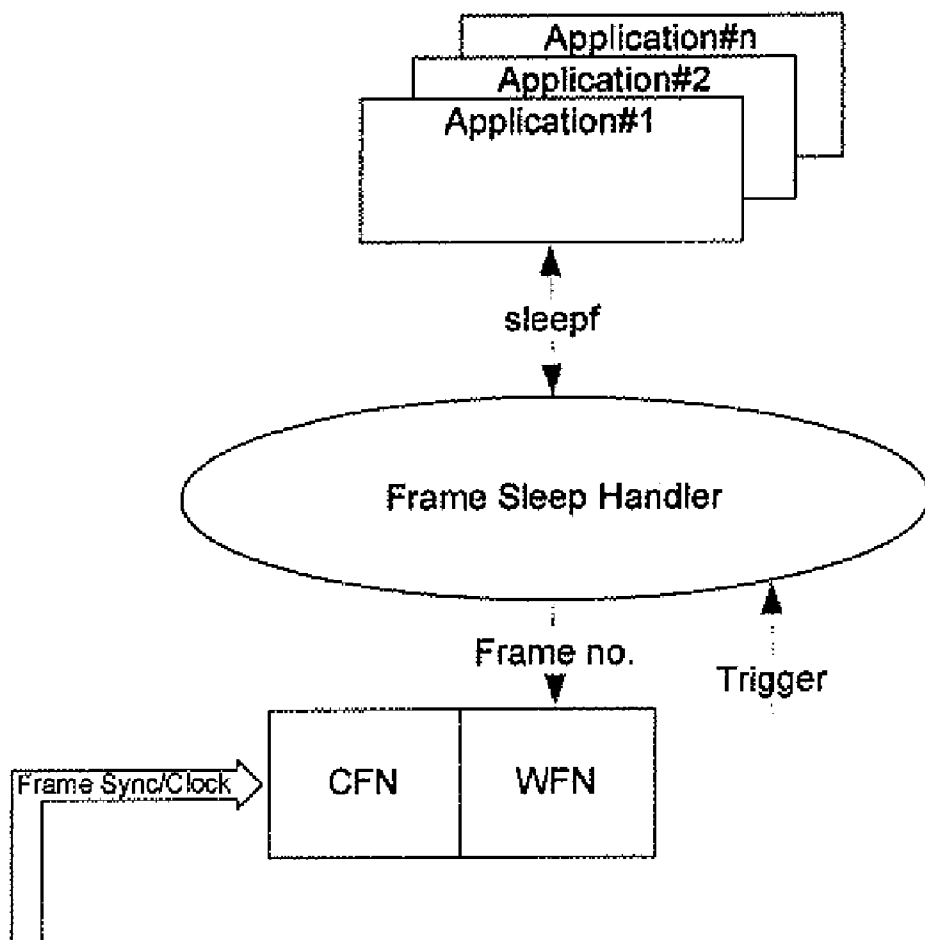 Application#n
Application#2
Application#1
sleepf
Frame Sleep Handler
Frame no.
Trigger
Frame Sync/Clock
CFN
WFN